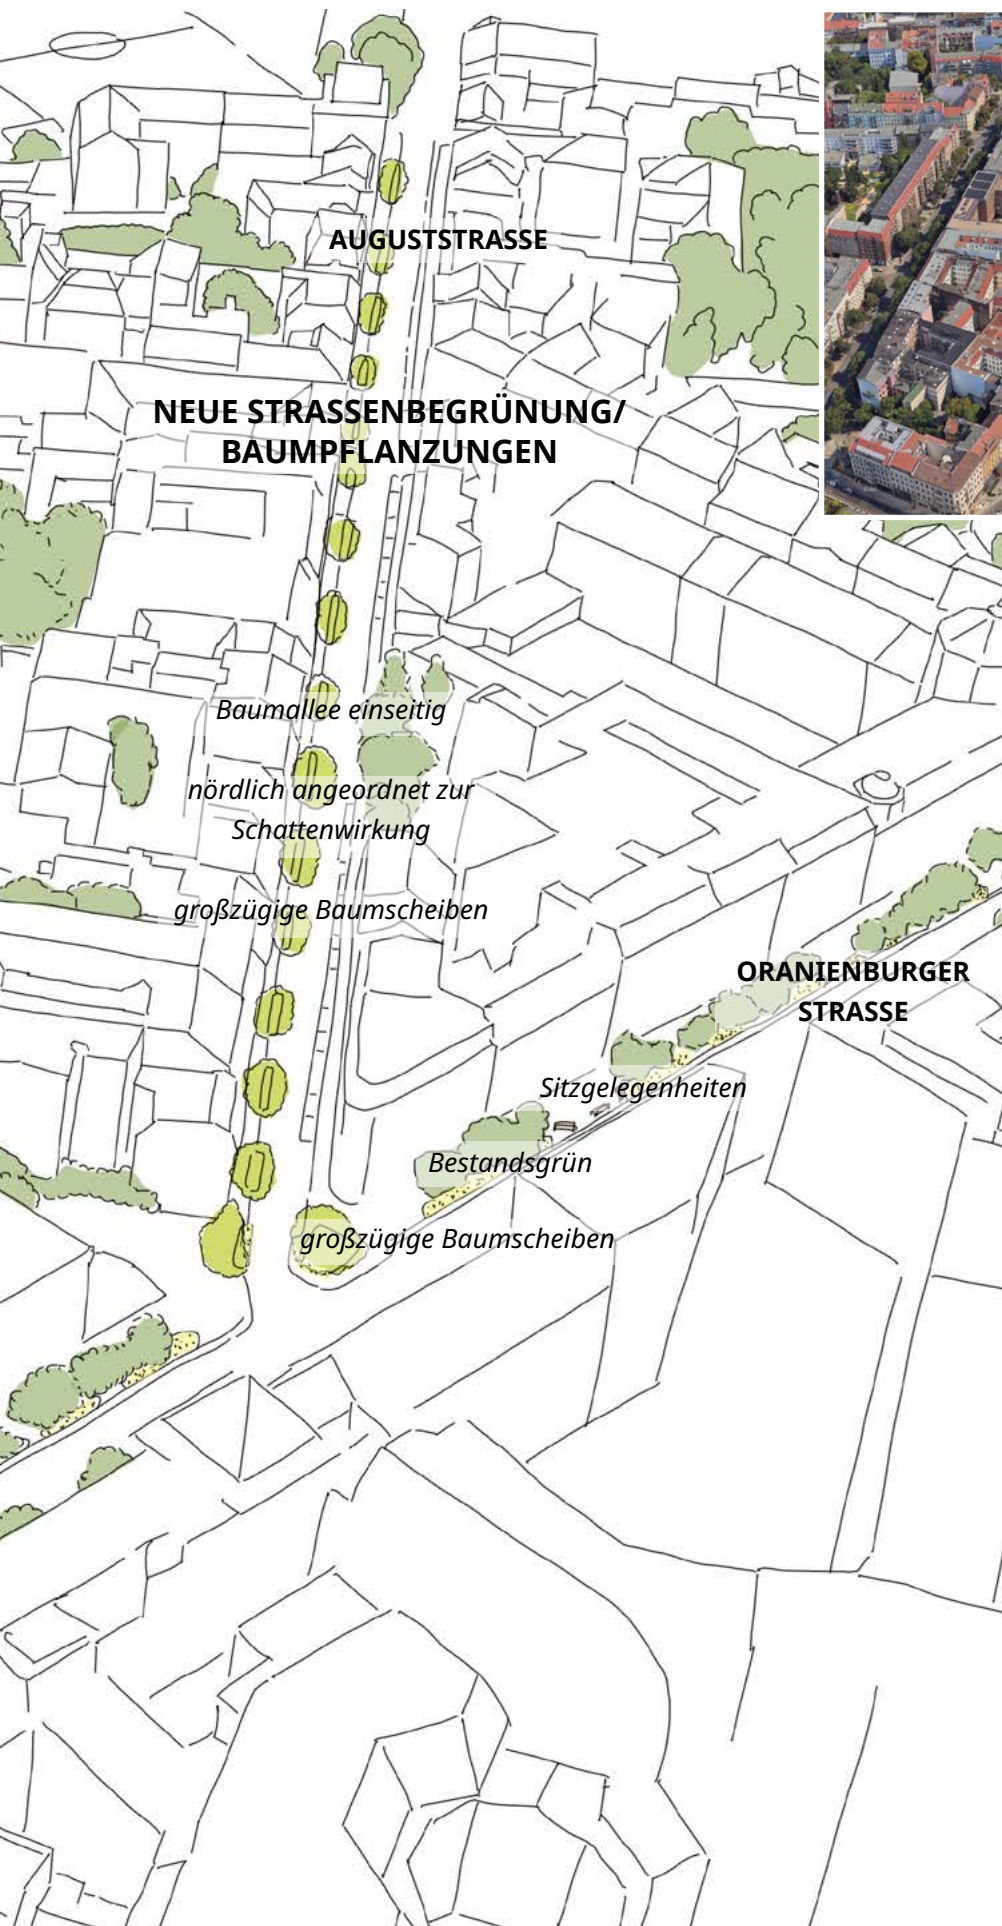 AUGUSTSTRASSE
NEUE STRASSENBEGRÜNUNG/
BAUMPFLANZUNGEN
Baumallee einseitig
nördlich angeordnet zur
Schattenwirkung
großzügige Baumscheiben
ORANIENBURGER
STRASSE
Sitzgelegenheiten
Bestandsgrün
großzügige Baumscheiben